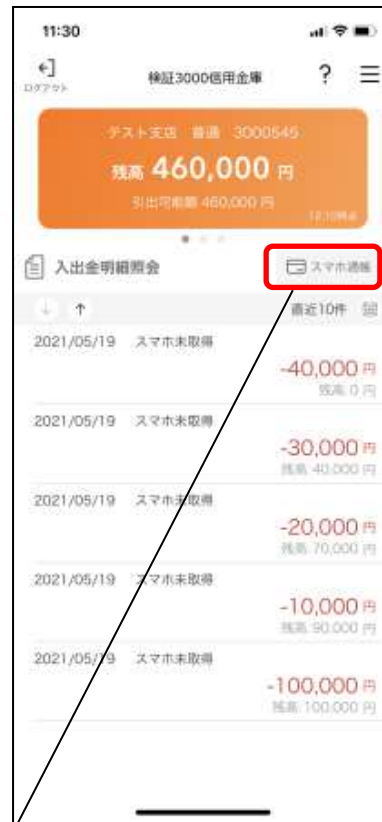 11:30
ログアウト
検証3000信用金庫 ?
テスト支店 普通 3000545
残高 460,000 円
引出可能額 460,000 円
入出金明細照会 スマホ通帳
↓ ↑ 直近10件
2021/05/19 スマホ未取得
-40,000 円
残高 0 円
2021/05/19 スマホ未取得
-30,000 円
残高 40,000 円
2021/05/19 スマホ未取得
-20,000 円
残高 70,000 円
2021/05/19 スマホ未取得
-10,000 円
残高 90,000 円
2021/05/19 スマホ未取得
-100,000 円
残高 100,000 円